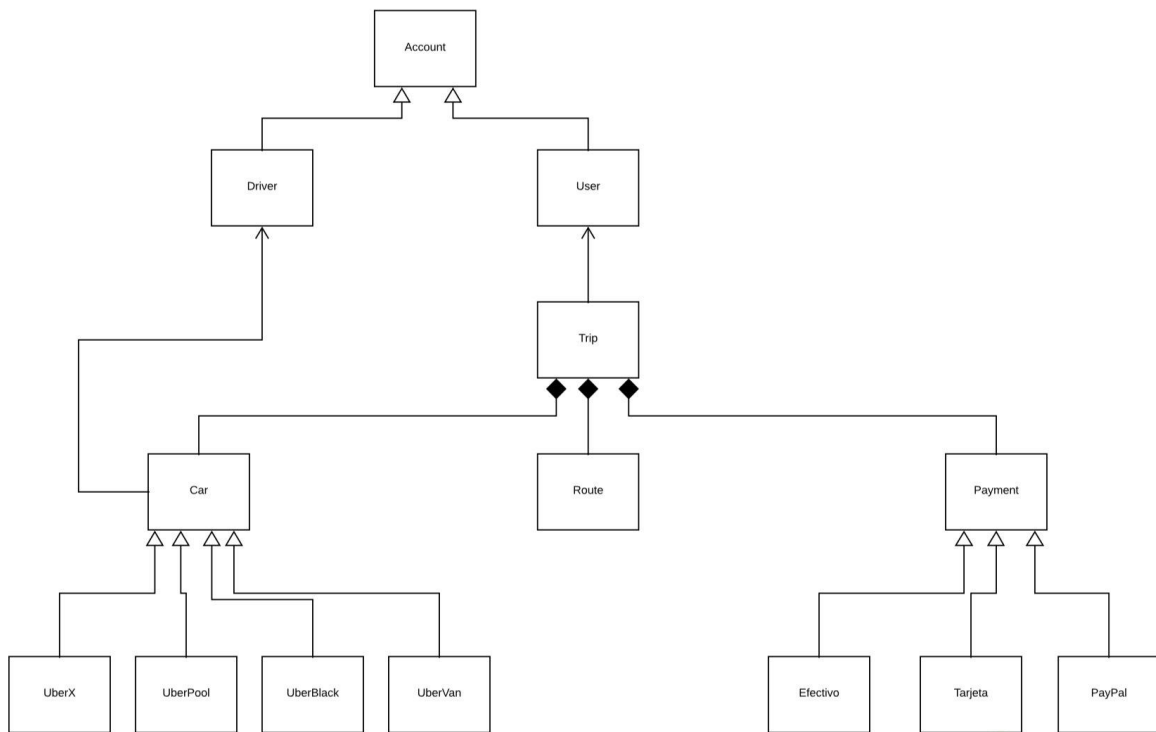 Account
Driver
User
Trip
Car
Route
Payment
UberX
UberPool
UberBlack
UberVan
Efectivo
Tarjeta
PayPal